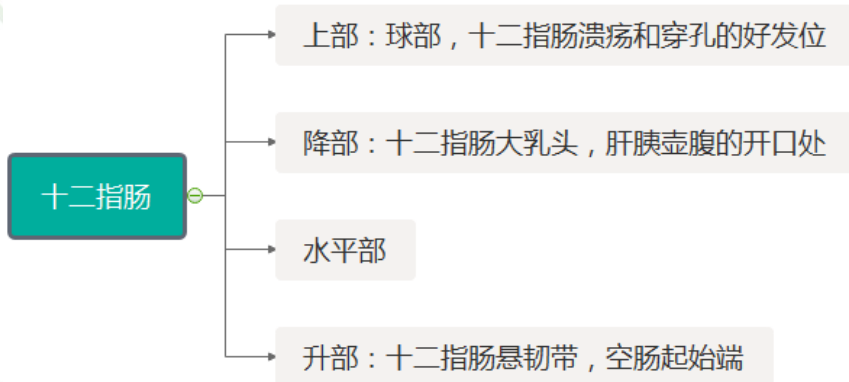 上部：球部，十二指肠溃疡和穿孔的好发位
降部：十二指肠大乳头，肝胰壶腹的开口处
十二指肠
水平部
升部：十二指肠悬韧带，空肠起始端